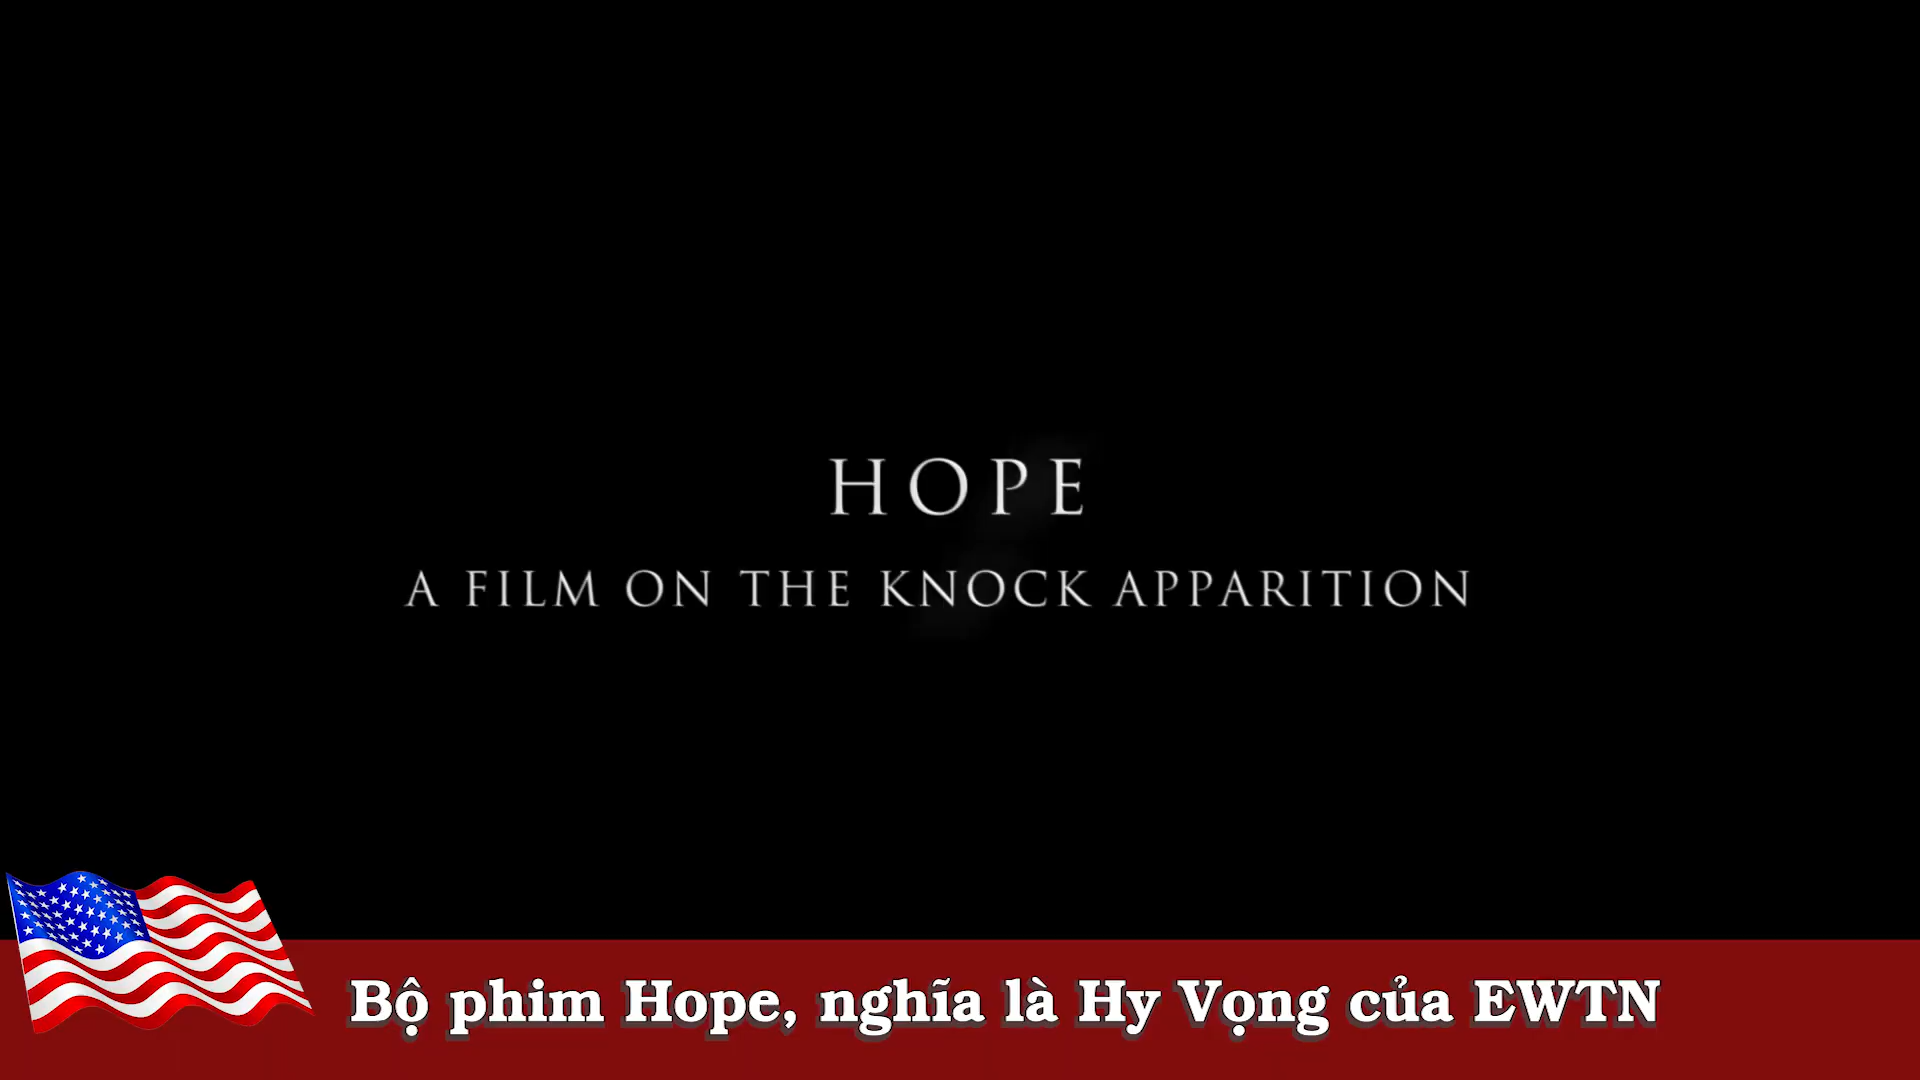 HOPE
A FILM ON THE KNOCK APPARITION
Bộ phim Hope, nghĩa là Hy Vọng của EWTN